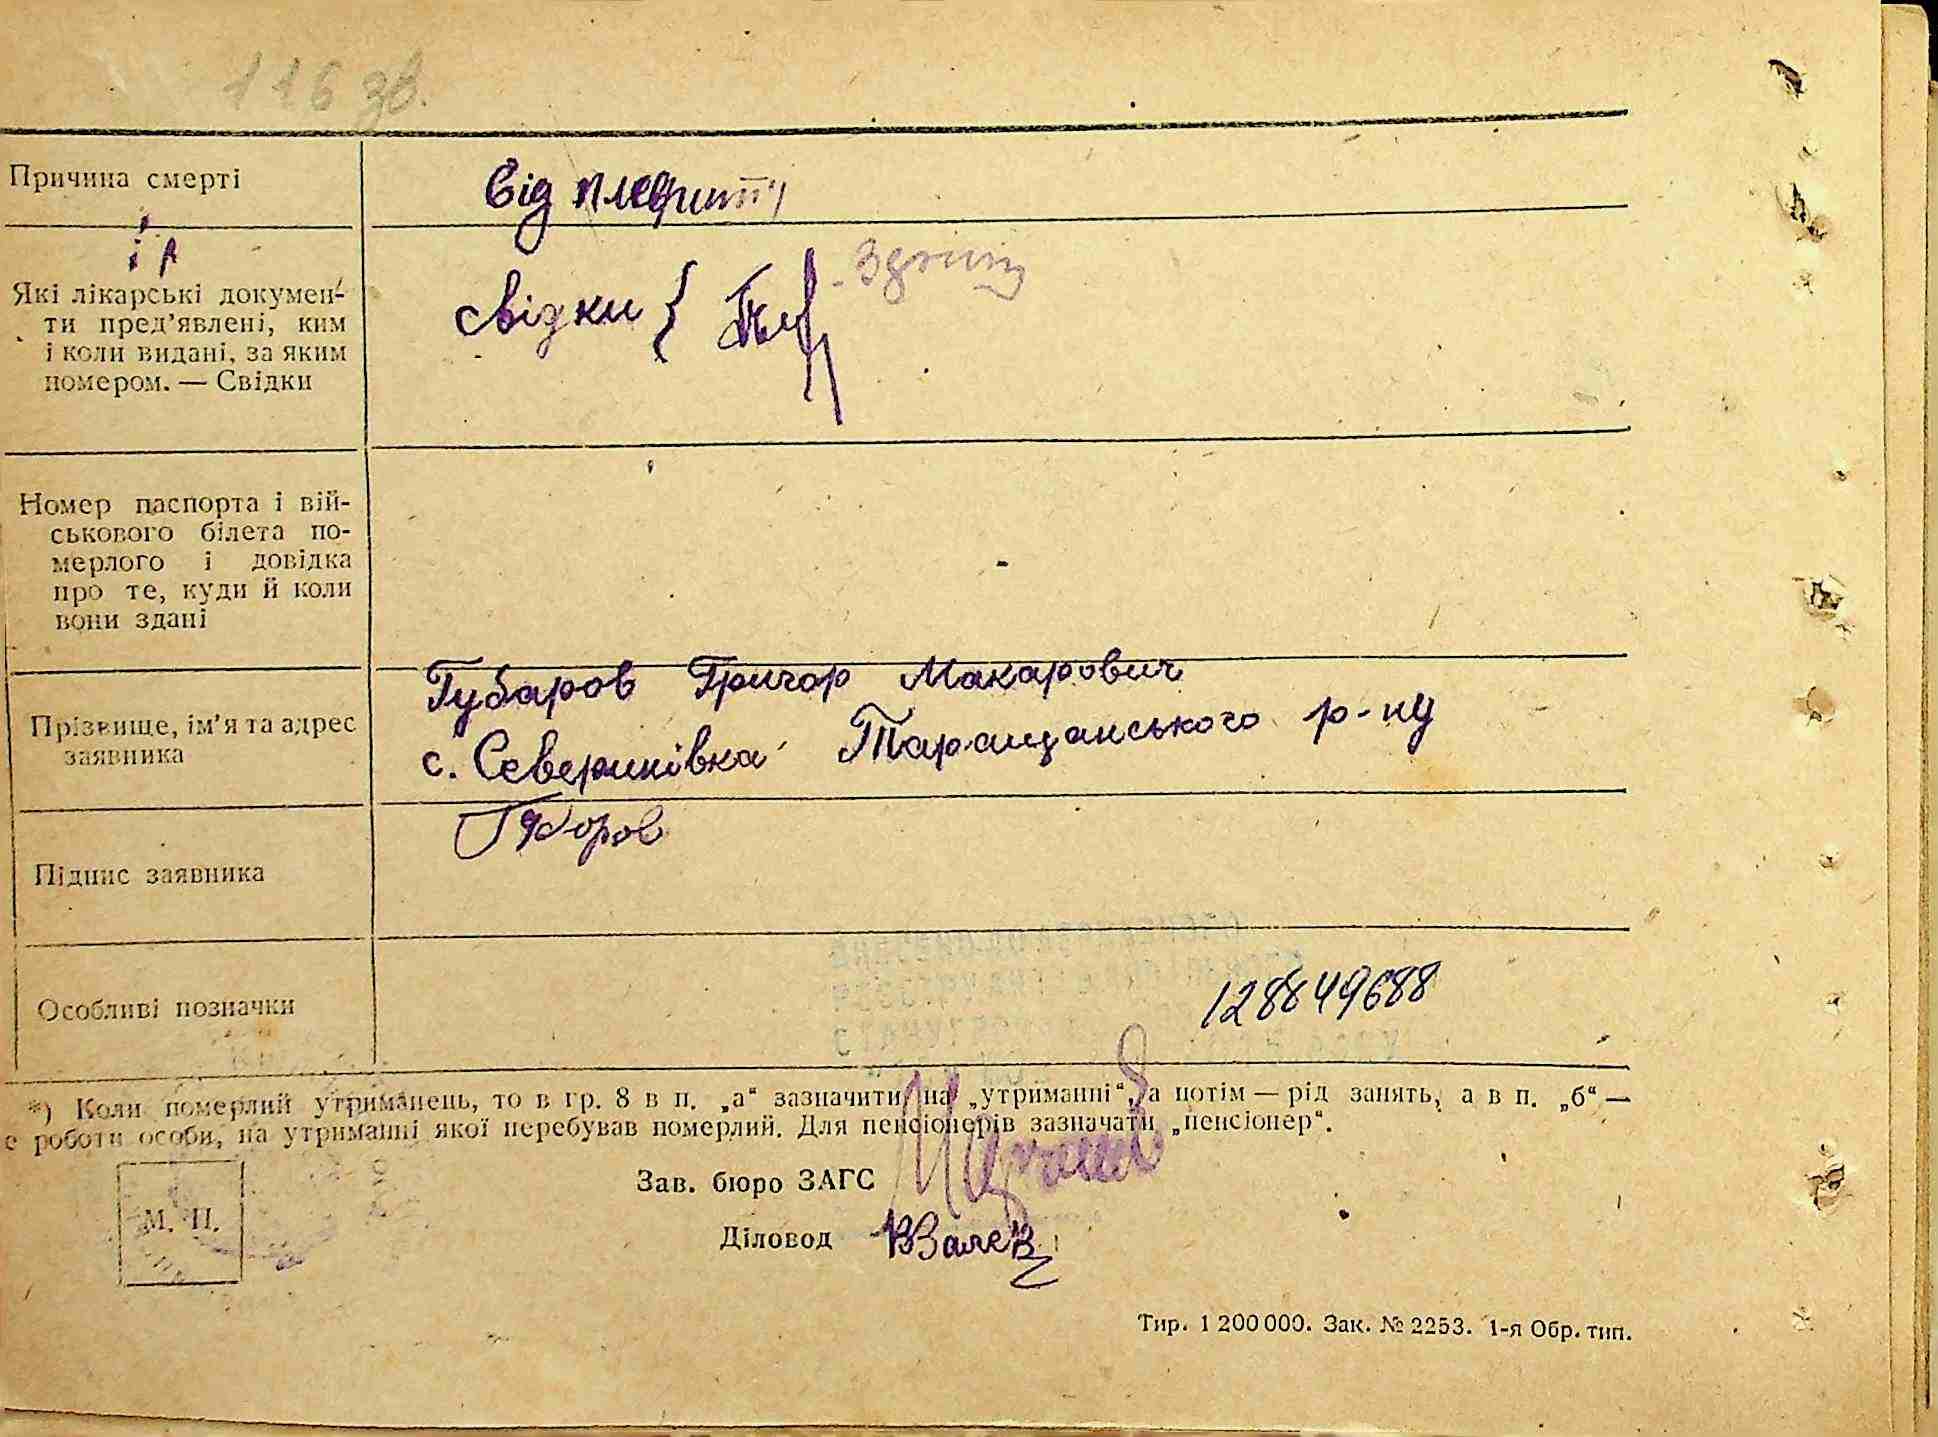 116 зв.
Причина смерті
від плевриту
Які лікарські докумен-
ти пред’явлені, ким
і коли видані, за яким
номером. — Свідки
свідки {
Номер паспорта і вій-
ськового білета по-
мерлого і довідка
про те, куди й коли
вони здані
Прізвище, ім’я та адрес
заявника
Губаров Григор Макарович
с. Северинівка Таращанського р-ну
Підпис заявника
Особливі позначки
128849688
*) Коли померлий утриманець, то в гр. 8 в п. „а“ зазначити „на утриманні“, а потім — рід занять, а в п. „б“ —
е роботи особи, на утриманні якої перебував померлий. Для пенсіонерів зазначати „пенсіонер“.
Зав. бюро ЗАГС
М. П.
Діловод
Тир. 1 200 000. Зак. № 2253. 1-я Обр. тип.